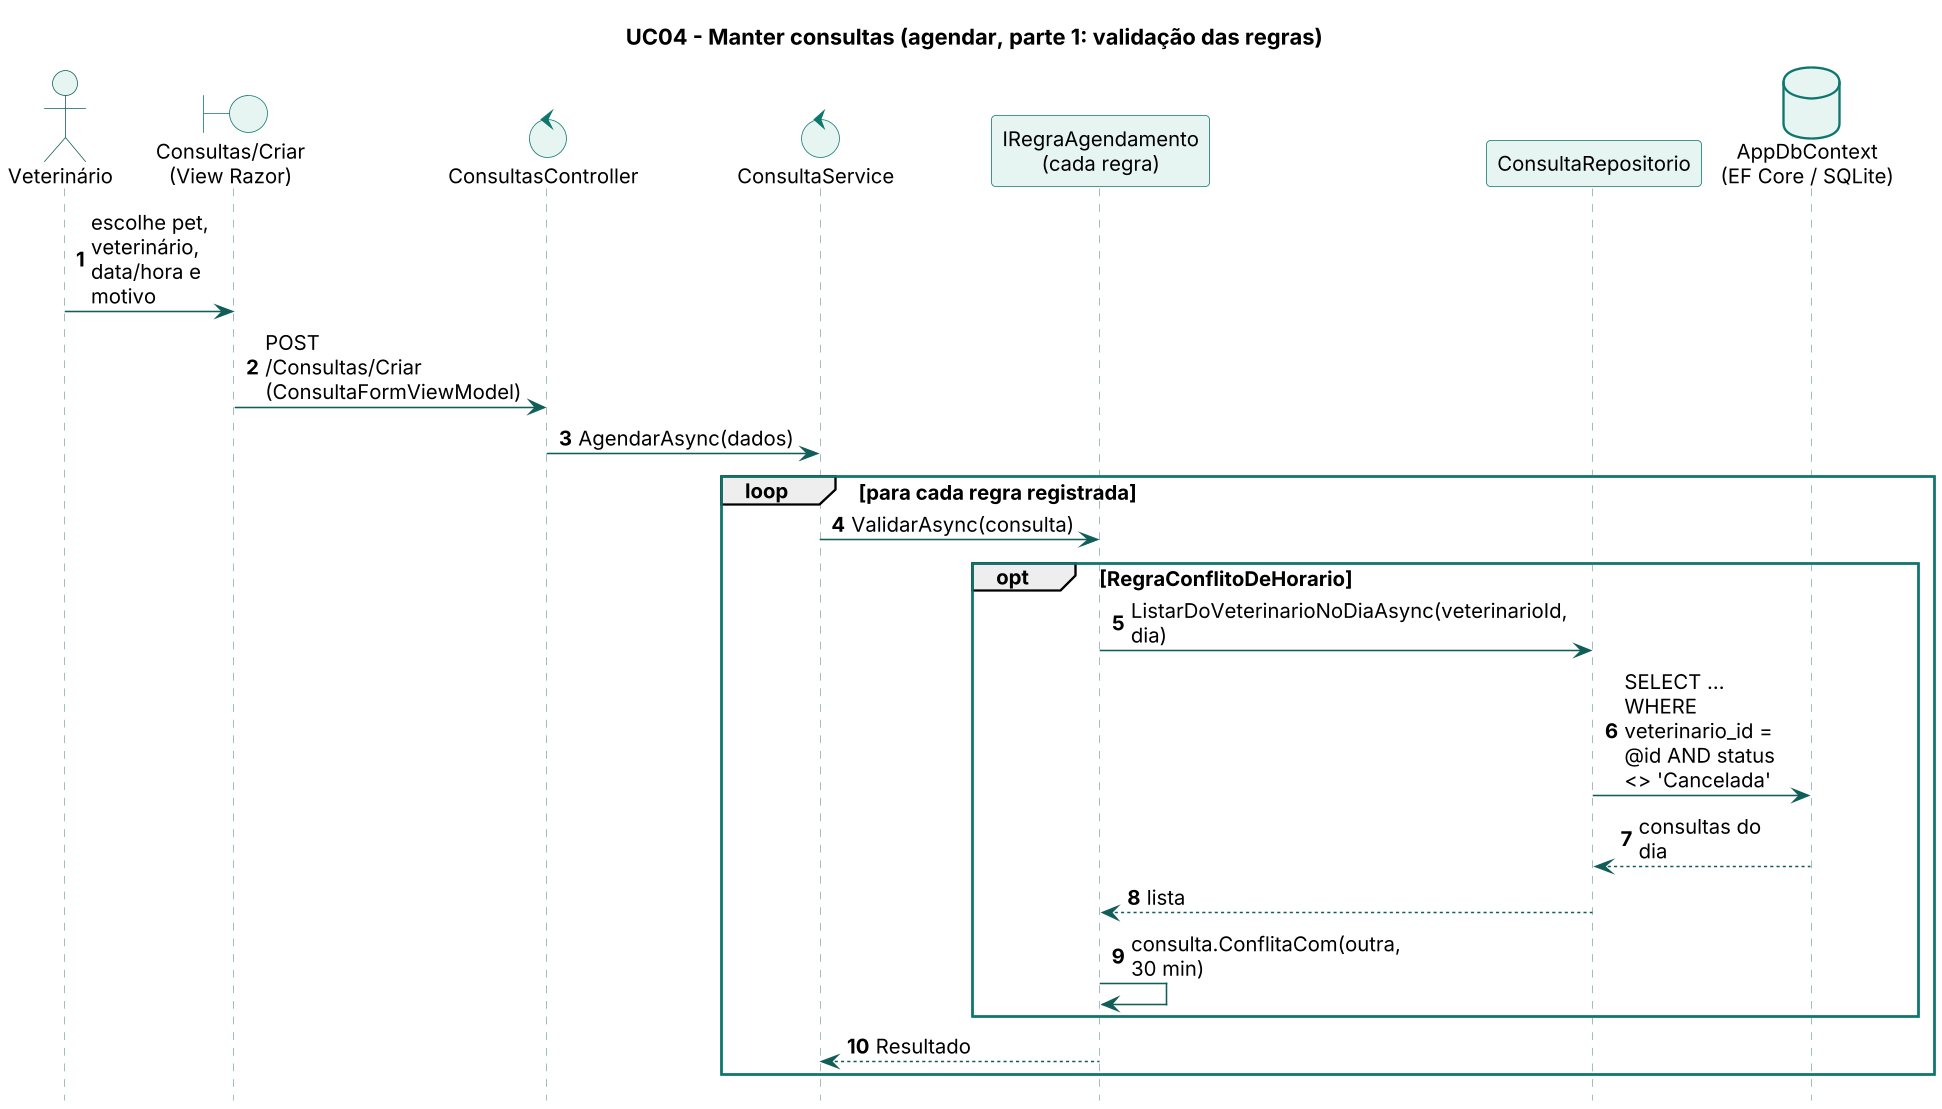 UC04 - Manter consultas (agendar, parte 1: validação das regras)
Veterinário
Consultas/Criar
(View Razor)
ConsultasController
ConsultaService
IRegraAgendamento
(cada regra)
ConsultaRepositorio
AppDbContext
(EF Core / SQLite)
escolhe pet,
veterinário,
1 data/hora e
motivo
POST
2 /Consultas/Criar
(ConsultaFormViewModel)
3 AgendarAsync(dados)
loop [para cada regra registrada]
4 ValidarAsync(consulta)
opt [RegraConflitoDeHorario]
5 ListarDoVeterinarioNoDiaAsync(veterinarioId,
dia)
SELECT ...
WHERE
6 veterinario_id =
@id AND status
<> 'Cancelada'
7 consultas do
dia
8 lista
9 consulta.ConflitaCom(outra,
30 min)
10 Resultado